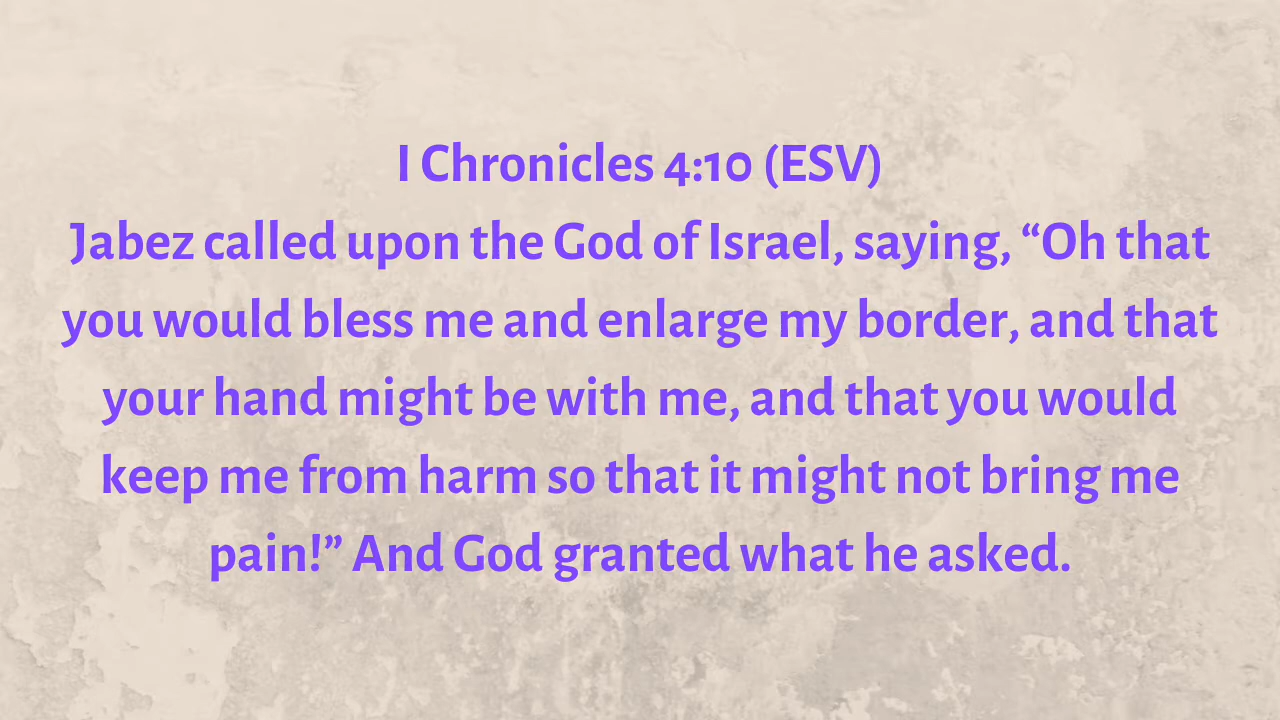 I Chronicles 4:10 (ESV)
Jabez called upon the God of Israel, saying, “Oh that
you would bless me and enlarge my border, and that
your hand might be with me, and that you would
keep me from harm so that it might not bring me
pain!” And God granted what he asked.